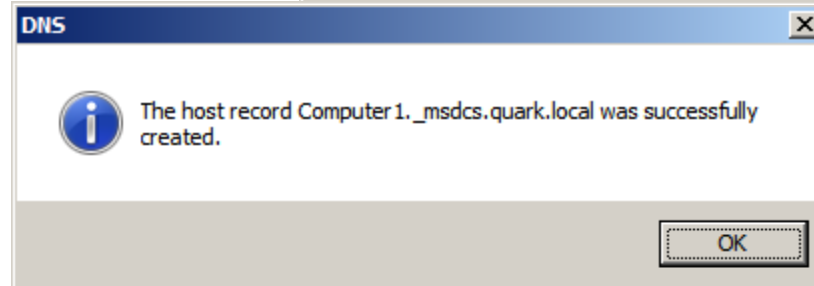 DNS
The host record Computer1._msdcs.quark.local was successfully
created.
OK